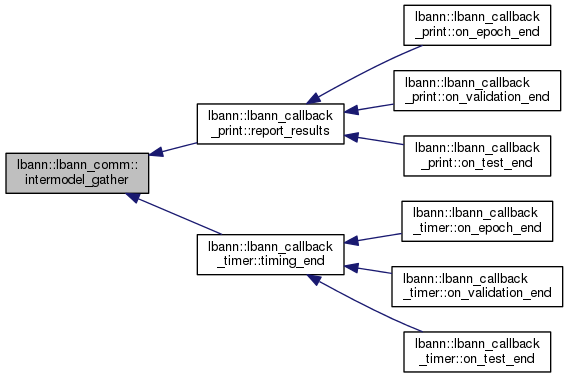 lbann::lbann_comm::
intermodel_gather
lbann::lbann_callback
_print::report_results
lbann::lbann_callback
_print::on_epoch_end
lbann::lbann_callback
_print::on_validation_end
lbann::lbann_callback
_print::on_test_end
lbann::lbann_callback
_timer::timing_end
lbann::lbann_callback
_timer::on_epoch_end
lbann::lbann_callback
_timer::on_validation_end
lbann::lbann_callback
_timer::on_test_end